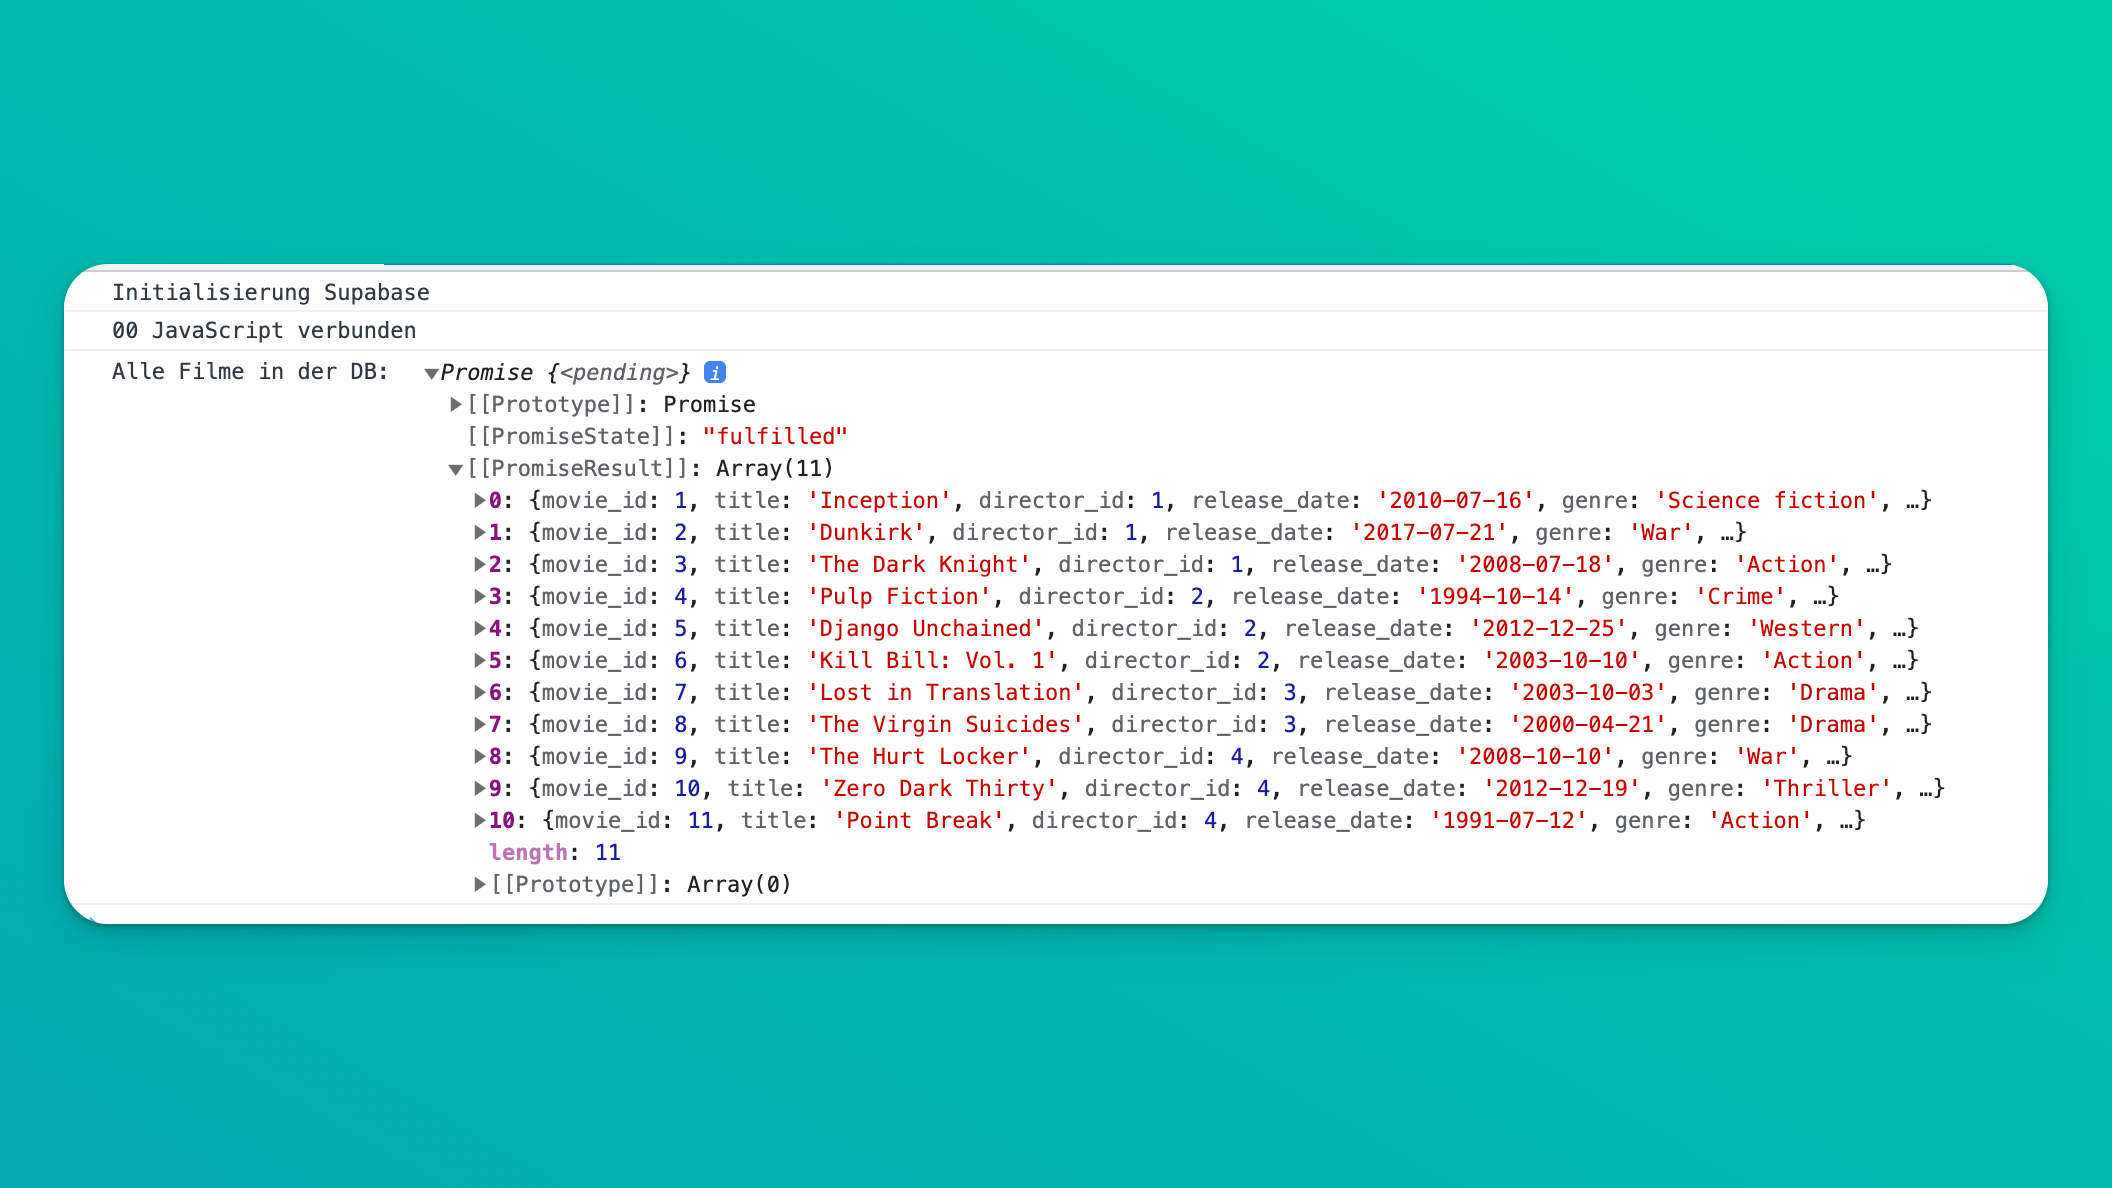 Initialisierung Supabase
00 JavaScript verbunden
Alle Filme in der DB: ▼Promise {<pending>} i
▶[[Prototype]]: Promise
[[PromiseState]]: "fulfilled"
▼[[PromiseResult]]: Array(11)
▶0: {movie_id: 1, title: 'Inception', director_id: 1, release_date: '2010-07-16', genre: 'Science fiction', …}
▶1: {movie_id: 2, title: 'Dunkirk', director_id: 1, release_date: '2017-07-21', genre: 'War', …}
▶2: {movie_id: 3, title: 'The Dark Knight', director_id: 1, release_date: '2008-07-18', genre: 'Action', …}
▶3: {movie_id: 4, title: 'Pulp Fiction', director_id: 2, release_date: '1994-10-14', genre: 'Crime', …}
▶4: {movie_id: 5, title: 'Django Unchained', director_id: 2, release_date: '2012-12-25', genre: 'Western', …}
▶5: {movie_id: 6, title: 'Kill Bill: Vol. 1', director_id: 2, release_date: '2003-10-10', genre: 'Action', …}
▶6: {movie_id: 7, title: 'Lost in Translation', director_id: 3, release_date: '2003-10-03', genre: 'Drama', …}
▶7: {movie_id: 8, title: 'The Virgin Suicides', director_id: 3, release_date: '2000-04-21', genre: 'Drama', …}
▶8: {movie_id: 9, title: 'The Hurt Locker', director_id: 4, release_date: '2008-10-10', genre: 'War', …}
▶9: {movie_id: 10, title: 'Zero Dark Thirty', director_id: 4, release_date: '2012-12-19', genre: 'Thriller', …}
▶10: {movie_id: 11, title: 'Point Break', director_id: 4, release_date: '1991-07-12', genre: 'Action', …}
length: 11
▶[[Prototype]]: Array(0)